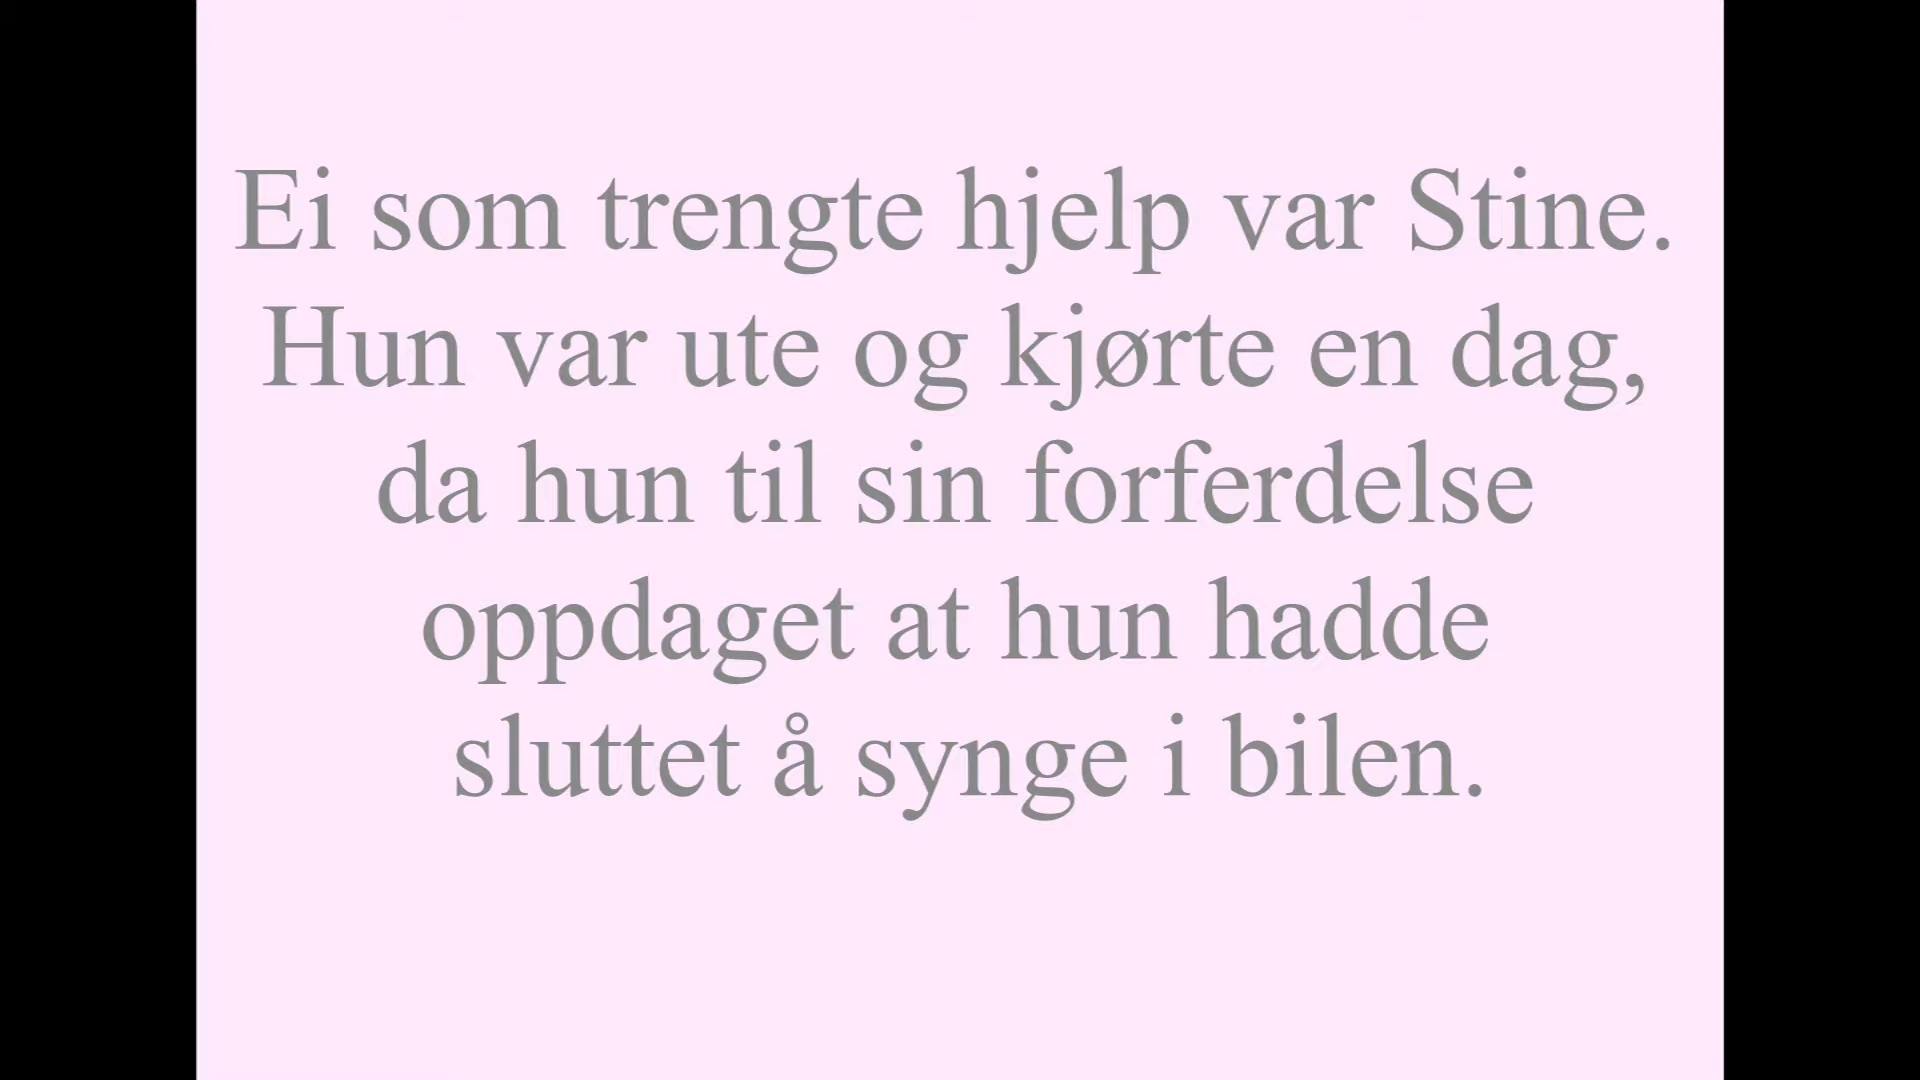 Ei som trengte hjelp var Stine.
Hun var ute og kjørte en dag,
da hun til sin forferdelse
oppdaget at hun hadde
sluttet å synge i bilen.